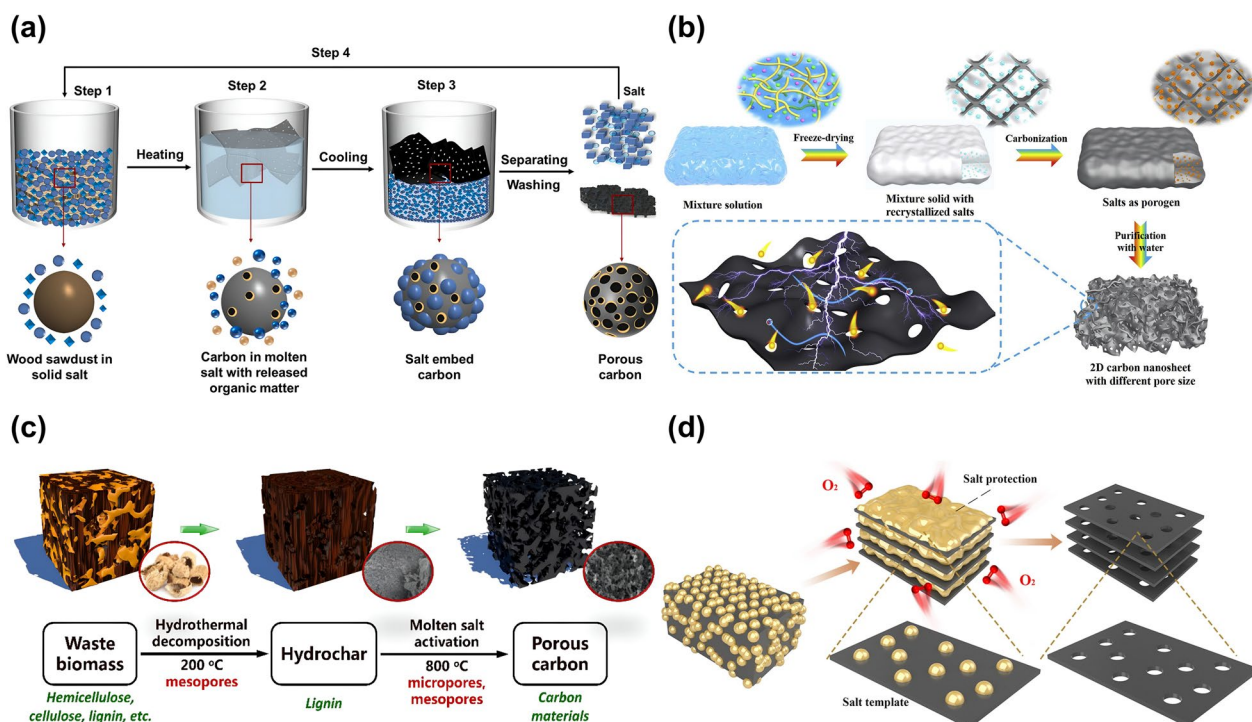 (a)
Step 4
Step 1
Step 2
Step 3
Salt
Heating
Cooling
Separating
Washing
Wood sawdust in
solid salt
Carbon in molten
salt with released
organic matter
Salt embed
carbon
Porous
carbon
(b)
Freeze-drying
Carbonization
Mixture solution
Mixture solid with
recrystallized salts
Salts as porogen
Purification
with water
2D carbon nanosheet
with different pore size
(c)
Waste
biomass
Hydrothermal
decomposition
200 °C
mesopores
Hydrochar
Molten salt
activation
800 °C
micropores,
mesopores
Porous
carbon
Hemicellulose,
cellulose, lignin, etc.
Lignin
Carbon
materials
(d)
O₂
Salt protection
O₂
Salt template